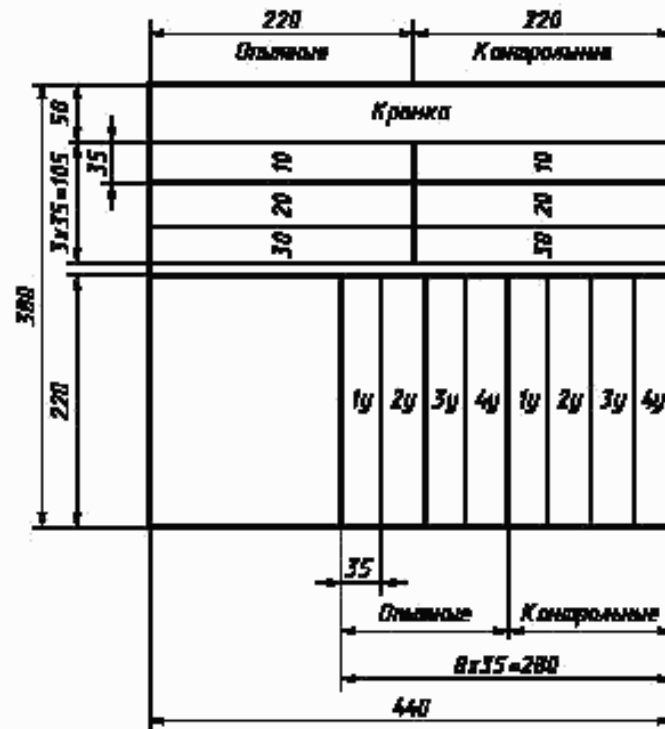 220 220
Опытные Контрольные
50 Кромка
35 10 10
3х35=105 20 20
30 30
380
220 1у 2у 3у 4у 1у 2у 3у 4у
35
Опытные Контрольные
8х35=280
440